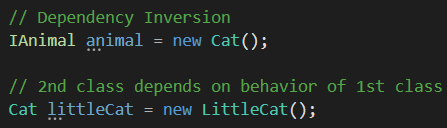 // Dependency Inversion
IAnimal animal = new Cat();
// 2nd class depends on behavior of 1st class
Cat littleCat = new LittleCat();